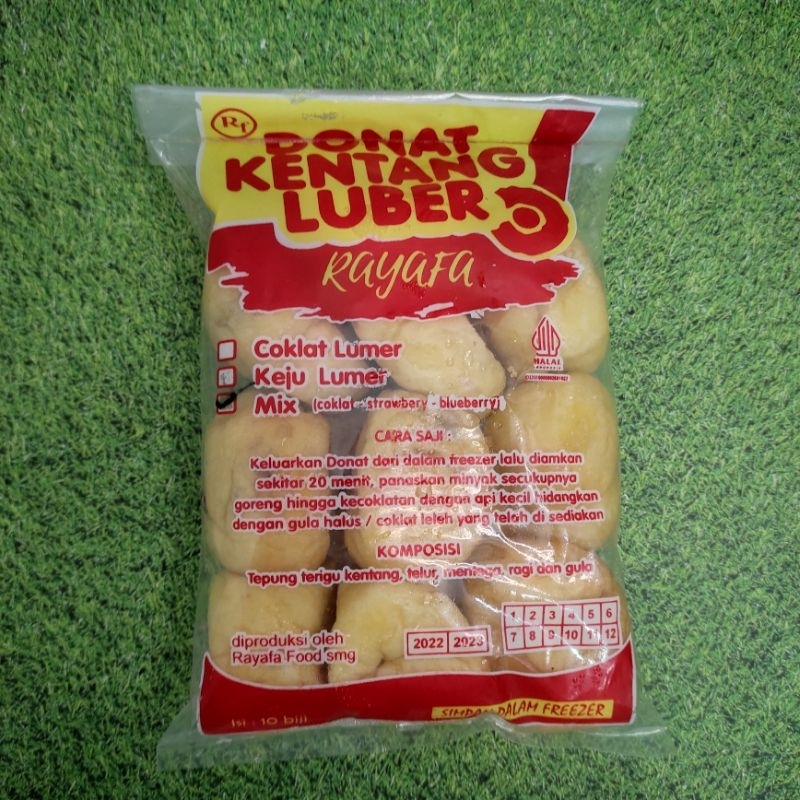 Rf
DONAT
KENTANG
LUBER
RAYAFA
Coklat Lumer
Keju Lumer
Mix (coklat - strawbery - blueberry)
HALAL
CARA SAJI :
Keluarkan Donat dari dalam freezer lalu diamkan
sekitar 20 menit, panaskan minyak secukupnya
goreng hingga kecoklatan dengan api kecil hidangkan
dengan gula halus / coklat leleh yang telah di sediakan
KOMPOSISI
Tepung terigu kentang, telur, mentega, ragi dan gula
diproduksi oleh
Rayafa Food smg
2022 2023
1 2 3 4 5 6
7 8 9 10 11 12
Isi : 10 biji
SIMPAN DALAM FREEZER